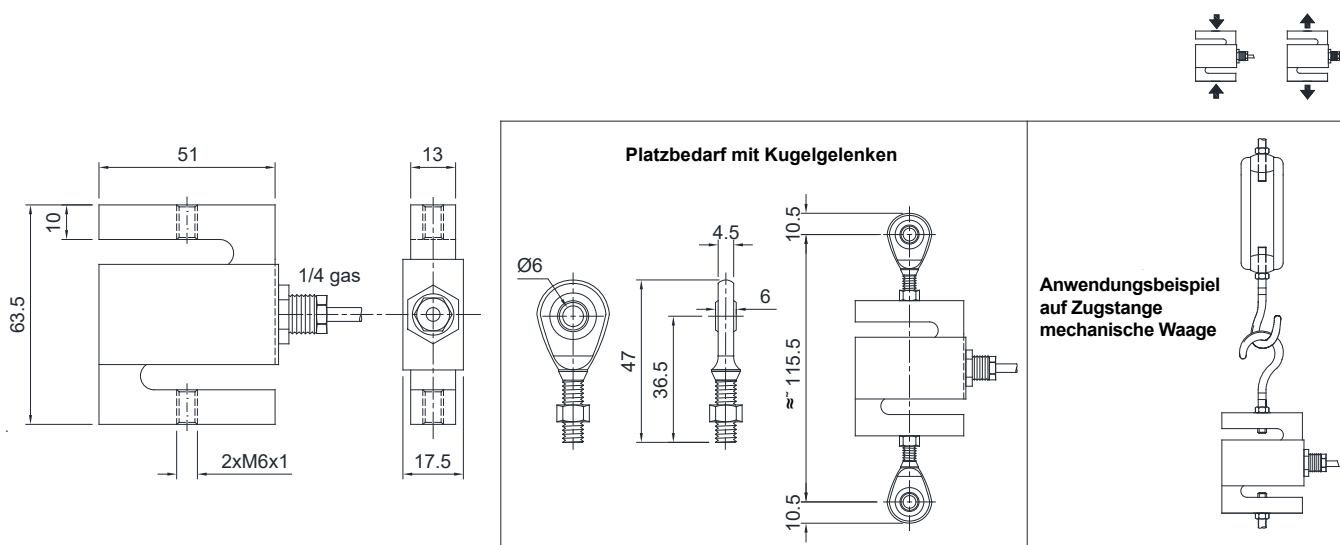 51
10
63.5
1/4 gas
2xM6x1
13
17.5
Platzbedarf mit Kugelgelenken
Ø6
4.5
6
47
36.5
10.5
≈ 115.5
10.5
Anwendungsbeispiel
auf Zugstange
mechanische Waage